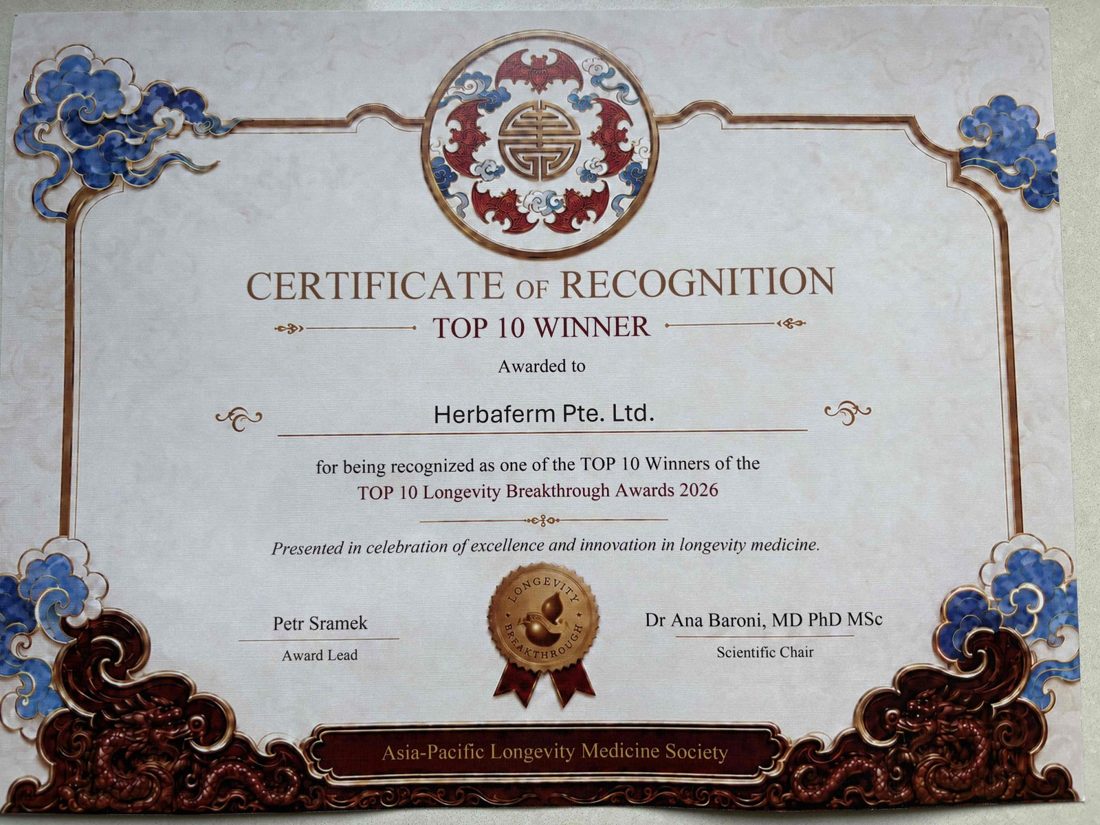 CERTIFICATE OF RECOGNITION
TOP 10 WINNER
Awarded to
Herbaferm Pte. Ltd.
for being recognized as one of the TOP 10 Winners of the
TOP 10 Longevity Breakthrough Awards 2026
Presented in celebration of excellence and innovation in longevity medicine.
LONGEVITY
BREAKTHROUGH
Petr Sramek
Award Lead
Dr Ana Baroni, MD PhD MSc
Scientific Chair
Asia-Pacific Longevity Medicine Society